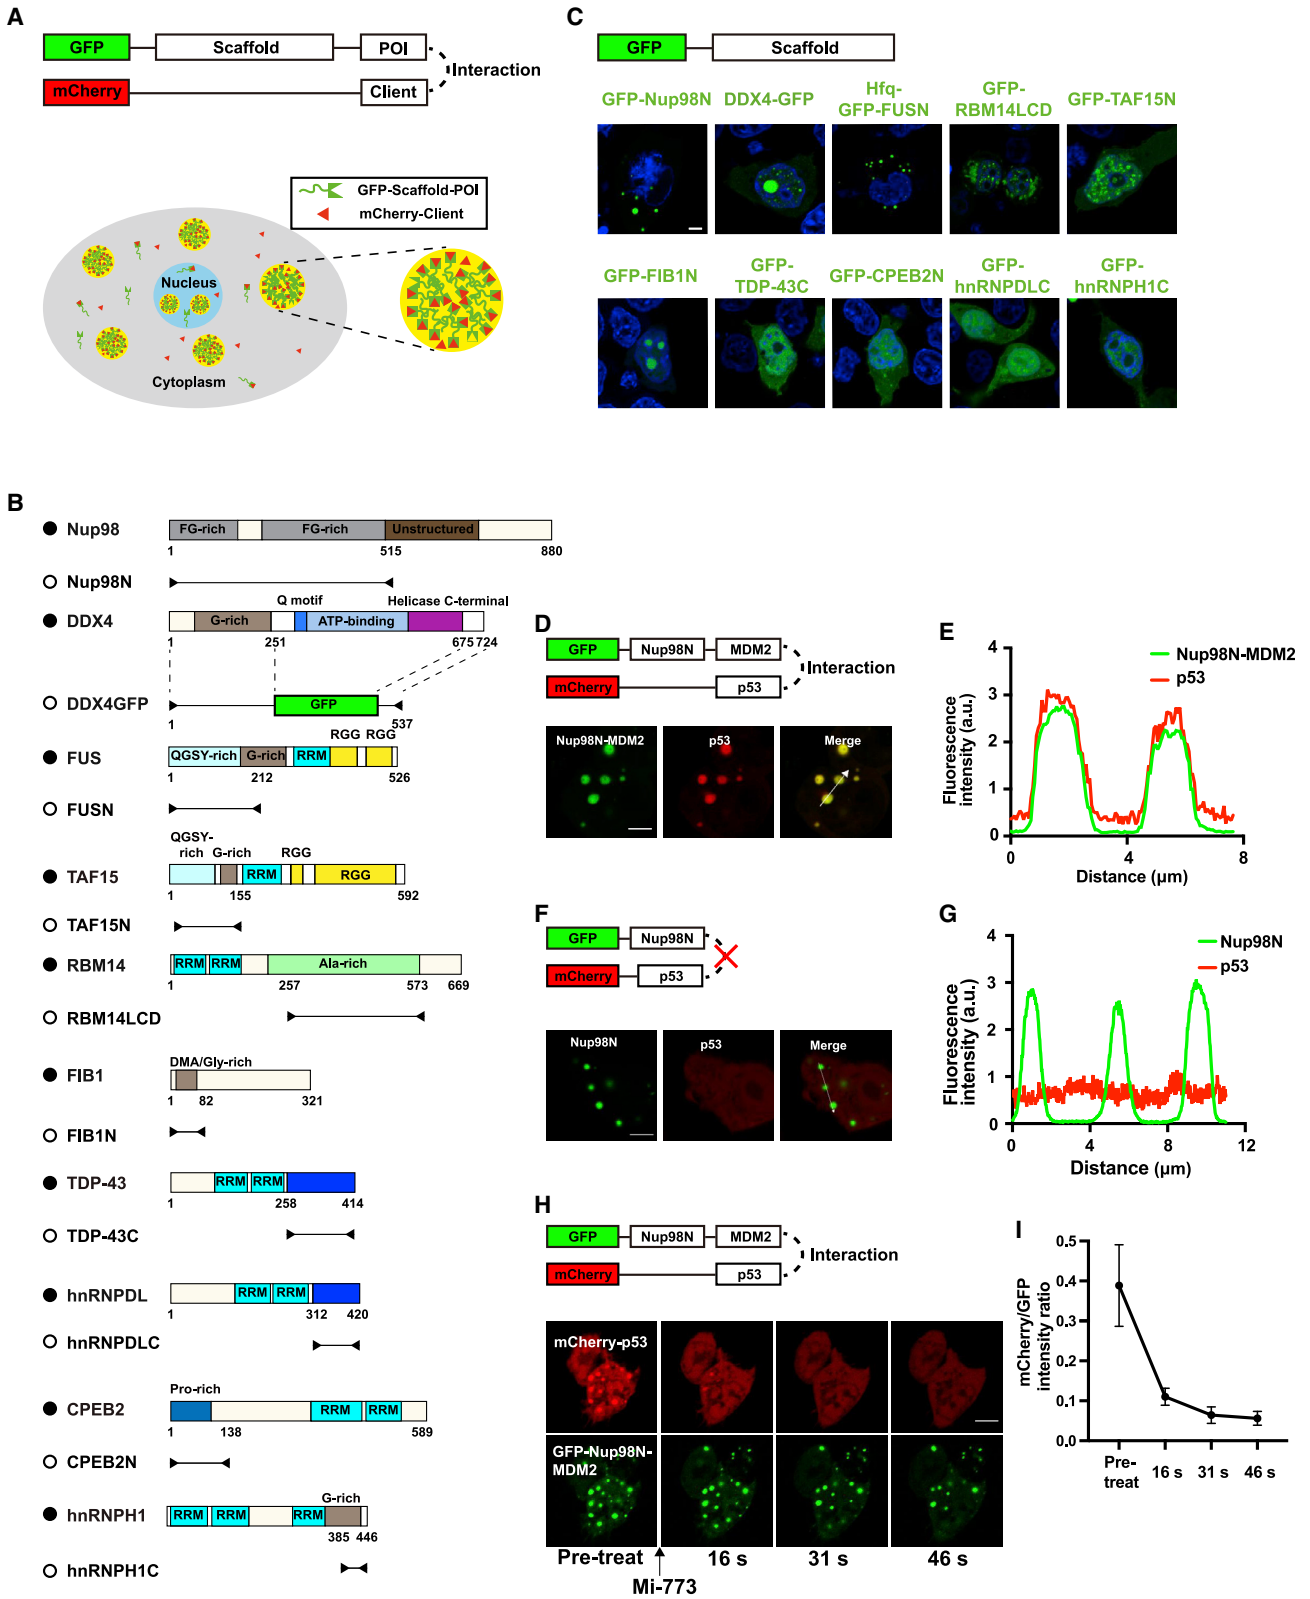 A
GFP
Scaffold
POI
Interaction
mCherry
Client
GFP-Scaffold-POI
mCherry-Client
Nucleus
Cytoplasm
B
Nup98
FG-rich
FG-rich
Unstructured
1
515
880
Nup98N
Q motif
Helicase C-terminal
DDX4
G-rich
ATP-binding
1
251
675
724
DDX4GFP
GFP
1
537
RGG
RGG
FUS
QGSY-rich
G-rich
RRM
1
212
526
FUSN
QGSY-
rich
G-rich
RGG
TAF15
RRM
RGG
1
155
592
TAF15N
RBM14
RRM
RRM
Ala-rich
1
257
573
669
RBM14LCD
DMA/Gly-rich
FIB1
1
82
321
FIB1N
TDP-43
RRM
RRM
1
258
414
TDP-43C
hnRNPDL
RRM
RRM
1
312
420
hnRNPDLC
Pro-rich
CPEB2
RRM
RRM
1
138
589
CPEB2N
G-rich
hnRNPH1
RRM
RRM
RRM
385
446
hnRNPH1C
C
GFP
Scaffold
GFP-Nup98N
DDX4-GFP
Hfq-
GFP-FUSN
GFP-
RBM14LCD
GFP-TAF15N
GFP-FIB1N
GFP-
TDP-43C
GFP-CPEB2N
GFP-
hnRNPDLC
GFP-
hnRNPH1C
D
GFP
Nup98N
MDM2
Interaction
mCherry
p53
Nup98N-MDM2
p53
Merge
E
Nup98N-MDM2
p53
Fluorescence
intensity (a.u.)
4
3
2
1
0
0
4
8
Distance (μm)
F
GFP
Nup98N
mCherry
p53
Nup98N
p53
Merge
G
Nup98N
p53
Fluorescence
intensity (a.u.)
4
3
2
1
0
0
4
8
12
Distance (μm)
H
GFP
Nup98N
MDM2
Interaction
mCherry
p53
mCherry-p53
GFP-Nup98N-
MDM2
Pre-treat
16 s
31 s
46 s
Mi-773
I
mCherry/GFP
intensity ratio
0.5
0.4
0.3
0.2
0.1
0.0
Pre-
treat
16 s
31 s
46 s